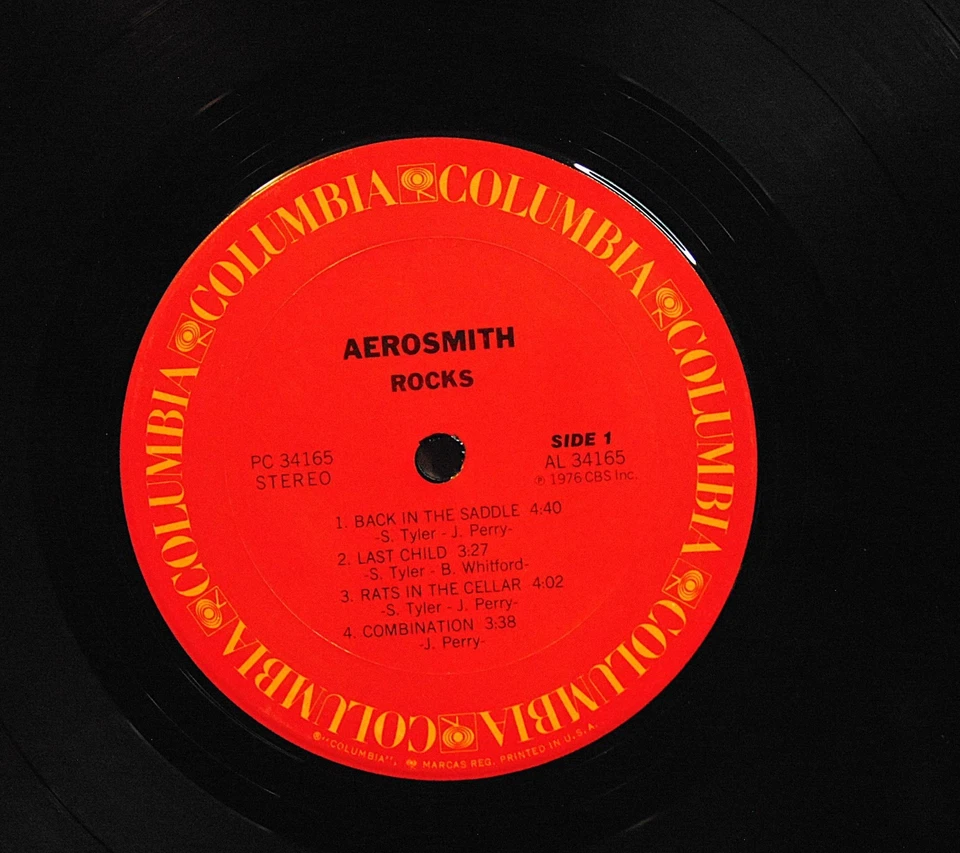 COLUMBIA COLUMBIA COLUMBIA COLUMBIA COLUMBIA COLUMBIA
AEROSMITH
ROCKS
PC 34165
STEREO
SIDE 1
AL 34165
Ⓟ 1976 CBS Inc.
1. BACK IN THE SADDLE 4:40
-S. Tyler - J. Perry-
2. LAST CHILD 3:27
-S. Tyler - B. Whitford-
3. RATS IN THE CELLAR 4:02
-S. Tyler - J. Perry-
4. COMBINATION 3:38
-J. Perry-
®"COLUMBIA", MARCAS REG. PRINTED IN U.S.A.